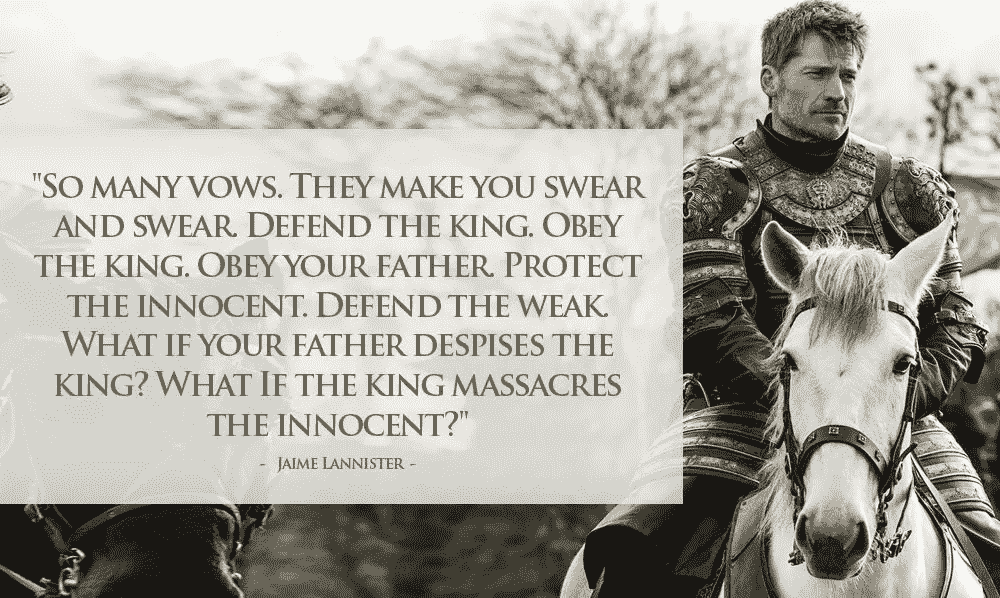 "So many vows. They make you swear
and swear. Defend the king. Obey
the king. Obey your father. Protect
the innocent. Defend the weak.
What if your father despises the
king? What If the king massacres
the innocent?"
- Jaime Lannister -